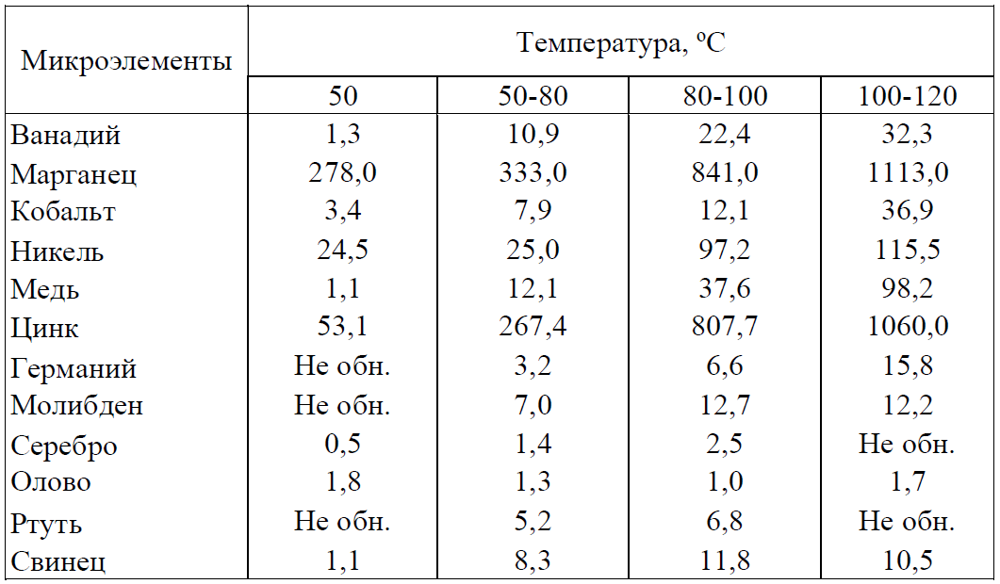 Микроэлементы Температура, ºС
50 50-80 80-100 100-120
Ванадий 1,3 10,9 22,4 32,3
Марганец 278,0 333,0 841,0 1113,0
Кобальт 3,4 7,9 12,1 36,9
Никель 24,5 25,0 97,2 115,5
Медь 1,1 12,1 37,6 98,2
Цинк 53,1 267,4 807,7 1060,0
Германий Не обн. 3,2 6,6 15,8
Молибден Не обн. 7,0 12,7 12,2
Серебро 0,5 1,4 2,5 Не обн.
Олово 1,8 1,3 1,0 1,7
Ртуть Не обн. 5,2 6,8 Не обн.
Свинец 1,1 8,3 11,8 10,5